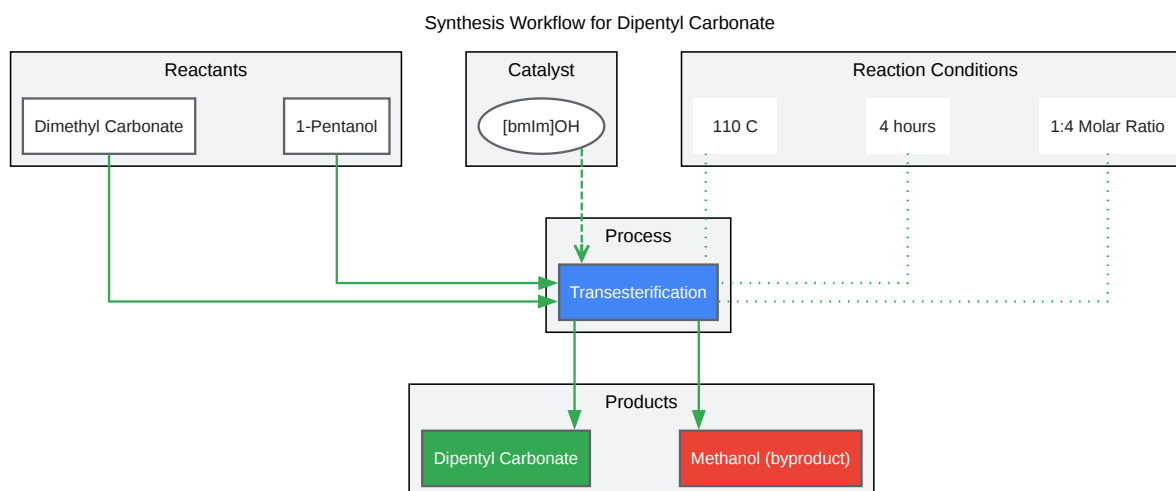 Synthesis Workflow for Dipentyl Carbonate
Reactants
Catalyst
Reaction Conditions
Dimethyl Carbonate
1-Pentanol
[bmIm]OH
110 C
4 hours
1:4 Molar Ratio
Process
Transesterification
Products
Dipentyl Carbonate
Methanol (byproduct)